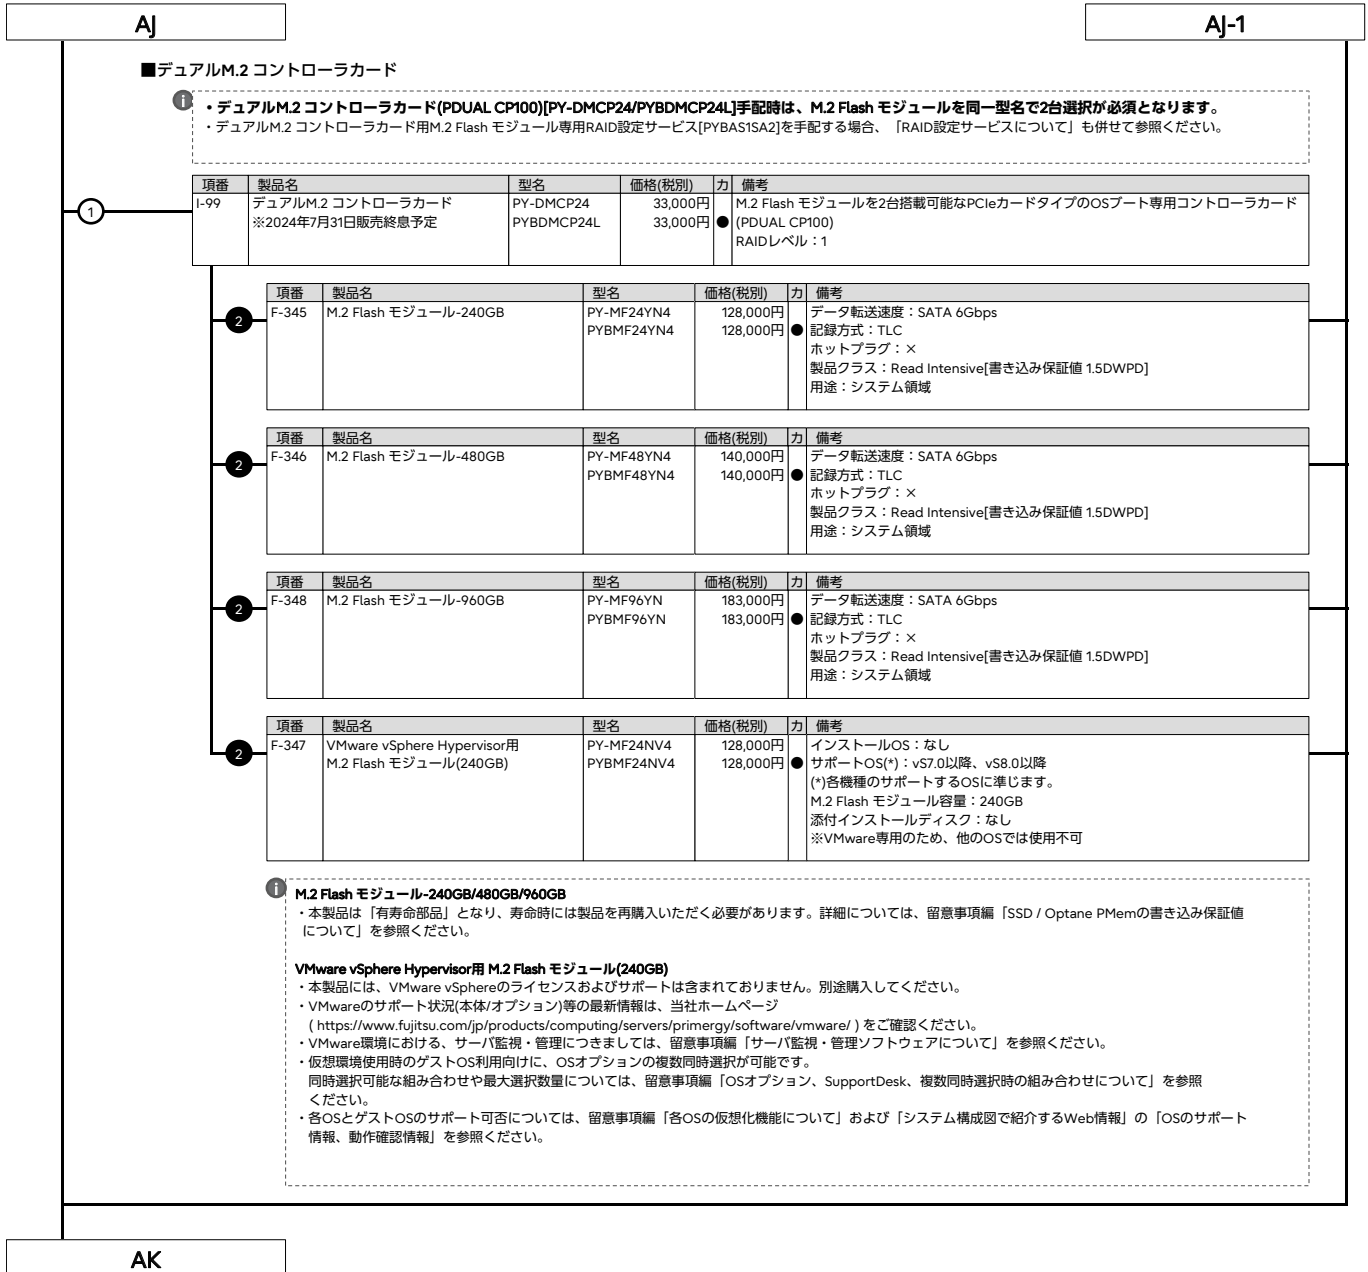 AJ
AJ-1
■デュアルM.2 コントローラカード
i
・デュアルM.2 コントローラカード(PDUAL CP100)[PY-DMCP24/PYBDMCP24L]手配時は、M.2 Flash モジュールを同一型名で2台選択が必須となります。
・デュアルM.2 コントローラカード用M.2 Flash モジュール専用RAID設定サービス[PYBAS1SA2]を手配する場合、「RAID設定サービスについて」も併せて参照ください。
項番 製品名 型名 価格(税別) カ 備考
1 I-99 デュアルM.2 コントローラカード PY-DMCP24 33,000円 M.2 Flash モジュールを2台搭載可能なPCIeカードタイプのOSブート専用コントローラカード
※2024年7月31日販売終息予定 PYBDMCP24L 33,000円 ● (PDUAL CP100)
RAIDレベル:1
項番 製品名 型名 価格(税別) カ 備考
2 F-345 M.2 Flash モジュール-240GB PY-MF24YN4 128,000円 データ転送速度:SATA 6Gbps
PYBMF24YN4 128,000円 ● 記録方式:TLC
ホットプラグ:×
製品クラス:Read Intensive[書き込み保証値 1.5DWPD]
用途:システム領域
項番 製品名 型名 価格(税別) カ 備考
2 F-346 M.2 Flash モジュール-480GB PY-MF48YN4 140,000円 データ転送速度:SATA 6Gbps
PYBMF48YN4 140,000円 ● 記録方式:TLC
ホットプラグ:×
製品クラス:Read Intensive[書き込み保証値 1.5DWPD]
用途:システム領域
項番 製品名 型名 価格(税別) カ 備考
2 F-348 M.2 Flash モジュール-960GB PY-MF96YN 183,000円 データ転送速度:SATA 6Gbps
PYBMF96YN 183,000円 ● 記録方式:TLC
ホットプラグ:×
製品クラス:Read Intensive[書き込み保証値 1.5DWPD]
用途:システム領域
項番 製品名 型名 価格(税別) カ 備考
2 F-347 VMware vSphere Hypervisor用 PY-MF24NV4 128,000円 インストールOS:なし
M.2 Flash モジュール(240GB) PYBMF24NV4 128,000円 ● サポートOS(*):vS7.0以降、vS8.0以降
(*)各機種のサポートするOSに準じます。
M.2 Flash モジュール容量:240GB
添付インストールディスク:なし
※VMware専用のため、他のOSでは使用不可
i
M.2 Flash モジュール-240GB/480GB/960GB
・本製品は「有寿命部品」となり、寿命時には製品を再購入いただく必要があります。詳細については、留意事項編「SSD / Optane PMemの書き込み保証値
について」を参照ください。
VMware vSphere Hypervisor用 M.2 Flash モジュール(240GB)
・本製品には、VMware vSphereのライセンスおよびサポートは含まれておりません。別途購入してください。
・VMwareのサポート状況(本体/オプション)等の最新情報は、当社ホームページ
( https://www.fujitsu.com/jp/products/computing/servers/primergy/software/vmware/ ) をご確認ください。
・VMware環境における、サーバ監視・管理につきましては、留意事項編「サーバ監視・管理ソフトウェアについて」を参照ください。
・仮想環境使用時のゲストOS利用向けに、OSオプションの複数同時選択が可能です。
同時選択可能な組み合わせや最大選択数量については、留意事項編「OSオプション、SupportDesk、複数同時選択時の組み合わせについて」を参照
ください。
・各OSとゲストOSのサポート可否については、留意事項編「各OSの仮想化機能について」および「システム構成図で紹介するWeb情報」の「OSのサポート
情報、動作確認情報」を参照ください。
AK